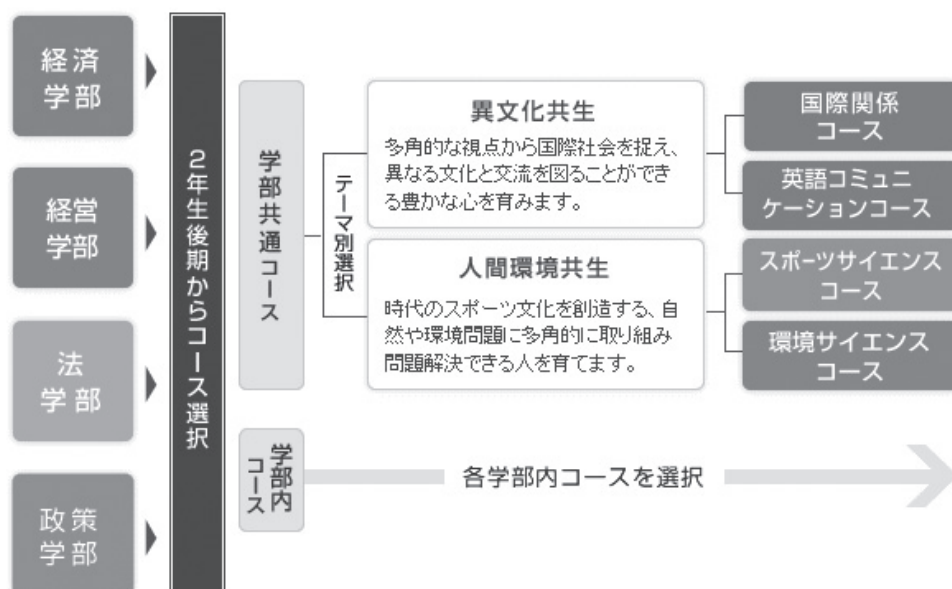 経済
学部
経営
学部
法
学部
政策
学部
2年生後期からコース選択
学部共通コース
テーマ別選択
異文化共生
多角的な視点から国際社会を捉え、
異なる文化と交流を図ることができ
る豊かな心を育みます。
国際関係
コース
英語コミュニ
ケーションコース
人間環境共生
時代のスポーツ文化を創造する、自
然や環境問題に多角的に取り組み
問題解決できる人を育てます。
スポーツサイエンス
コース
環境サイエンス
コース
学部内
コース
各学部内コースを選択